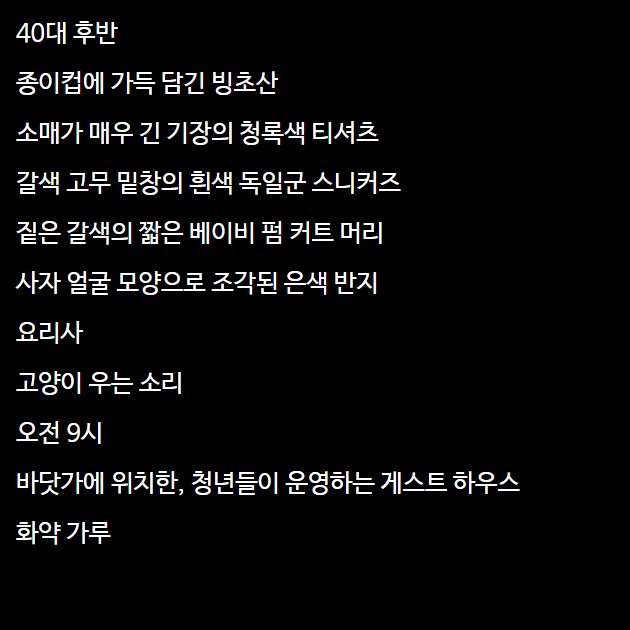 40대 후반
종이컵에 가득 담긴 빙초산
소매가 매우 긴 기장의 청록색 티셔츠
갈색 고무 밑창의 흰색 독일군 스니커즈
짙은 갈색의 짧은 베이비 펌 커트 머리
사자 얼굴 모양으로 조각된 은색 반지
요리사
고양이 우는 소리
오전 9시
바닷가에 위치한, 청년들이 운영하는 게스트 하우스
화약 가루